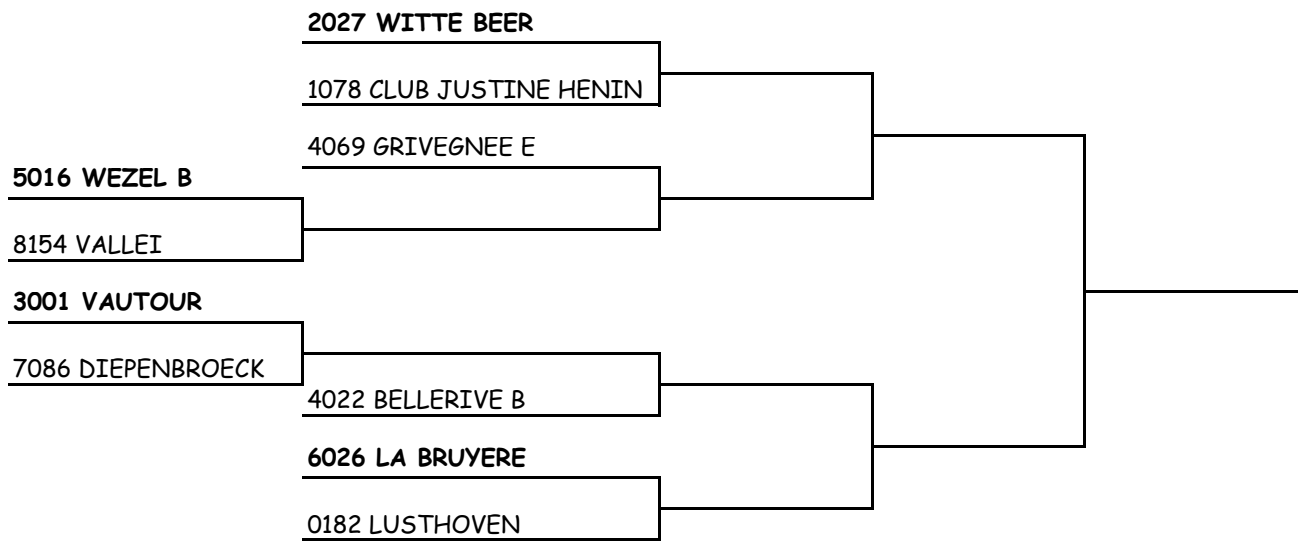 2027 WITTE BEER
1078 CLUB JUSTINE HENIN
4069 GRIVEGNEE E
5016 WEZEL B
8154 VALLEI
3001 VAUTOUR
7086 DIEPENBROECK
4022 BELLERIVE B
6026 LA BRUYERE
0182 LUSTHOVEN